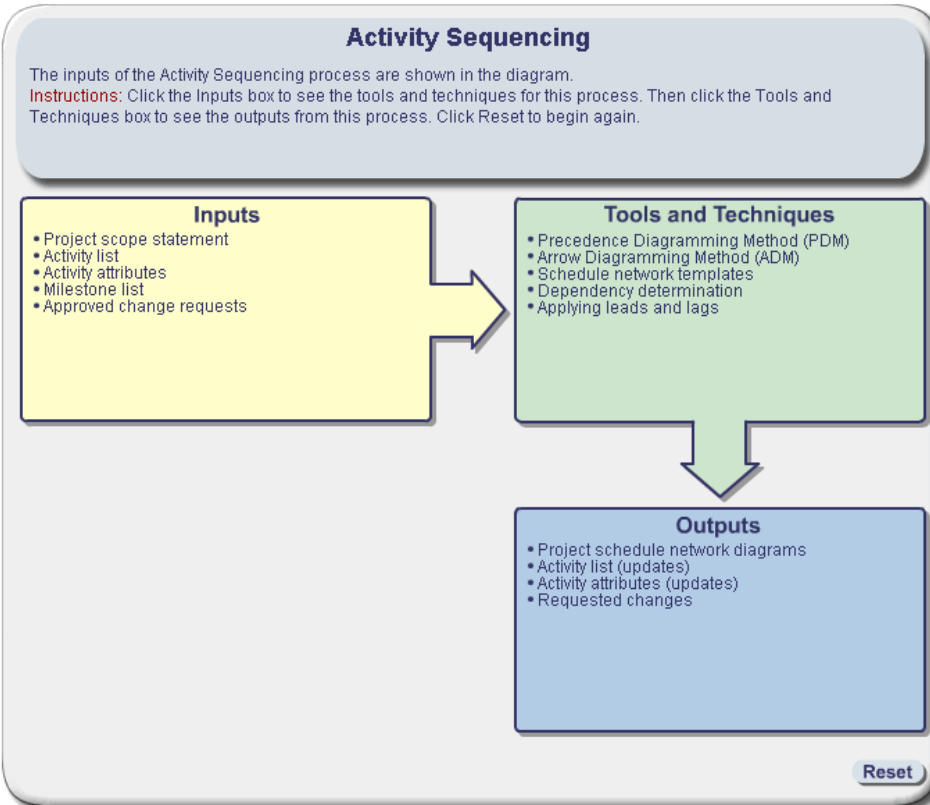 Activity Sequencing
The inputs of the Activity Sequencing process are shown in the diagram.
Instructions: Click the Inputs box to see the tools and techniques for this process. Then click the Tools and
Techniques box to see the outputs from this process. Click Reset to begin again.
Inputs
• Project scope statement
• Activity list
• Activity attributes
• Milestone list
• Approved change requests
Tools and Techniques
• Precedence Diagramming Method (PDM)
• Arrow Diagramming Method (ADM)
• Schedule network templates
• Dependency determination
• Applying leads and lags
Outputs
• Project schedule network diagrams
• Activity list (updates)
• Activity attributes (updates)
• Requested changes
Reset